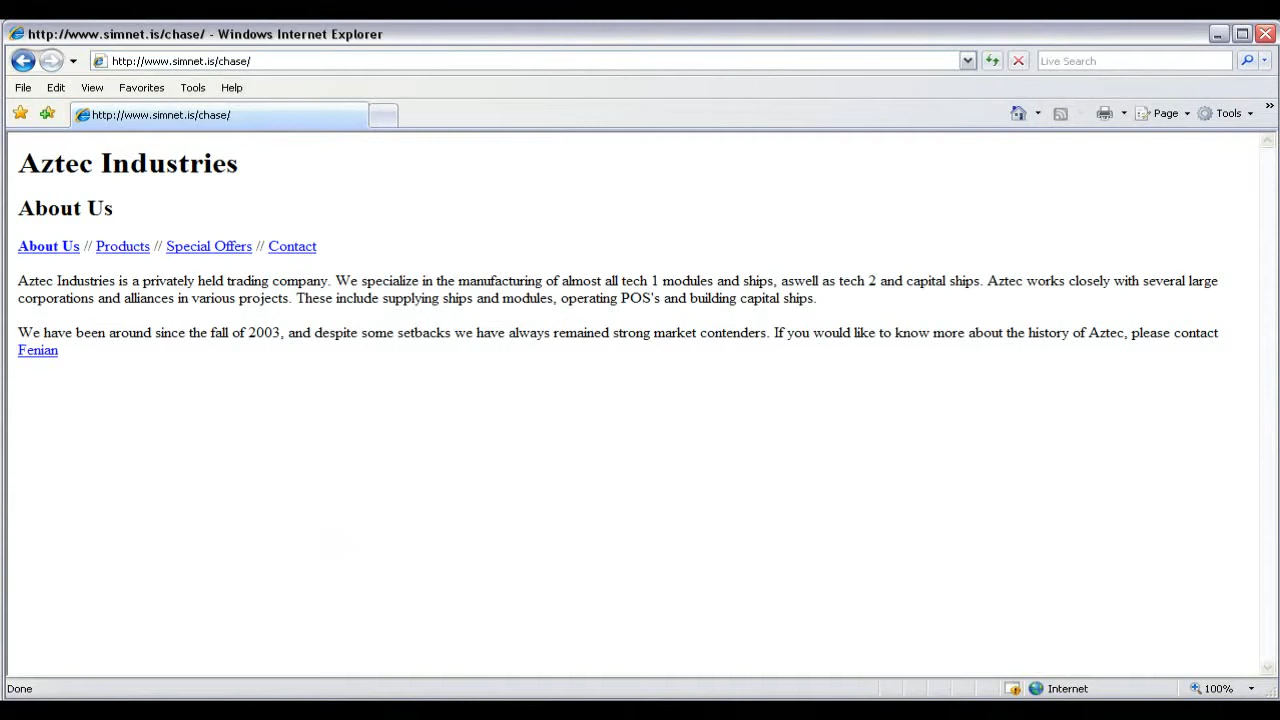 http://www.simnet.is/chase/ - Windows Internet Explorer
http://www.simnet.is/chase/ Live Search
File Edit View Favorites Tools Help
http://www.simnet.is/chase/ Page Tools »
Aztec Industries
About Us
About Us // Products // Special Offers // Contact
Aztec Industries is a privately held trading company. We specialize in the manufacturing of almost all tech 1 modules and ships, aswell as tech 2 and capital ships. Aztec works closely with several large
corporations and alliances in various projects. These include supplying ships and modules, operating POS's and building capital ships.
We have been around since the fall of 2003, and despite some setbacks we have always remained strong market contenders. If you would like to know more about the history of Aztec, please contact
Fenian
Done Internet 100%